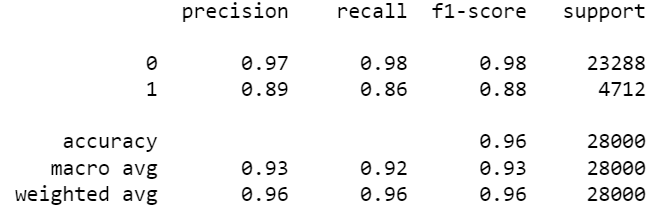 precision recall f1-score support
0 0.97 0.98 0.98 23288
1 0.89 0.86 0.88 4712
accuracy 0.96 28000
macro avg 0.93 0.92 0.93 28000
weighted avg 0.96 0.96 0.96 28000